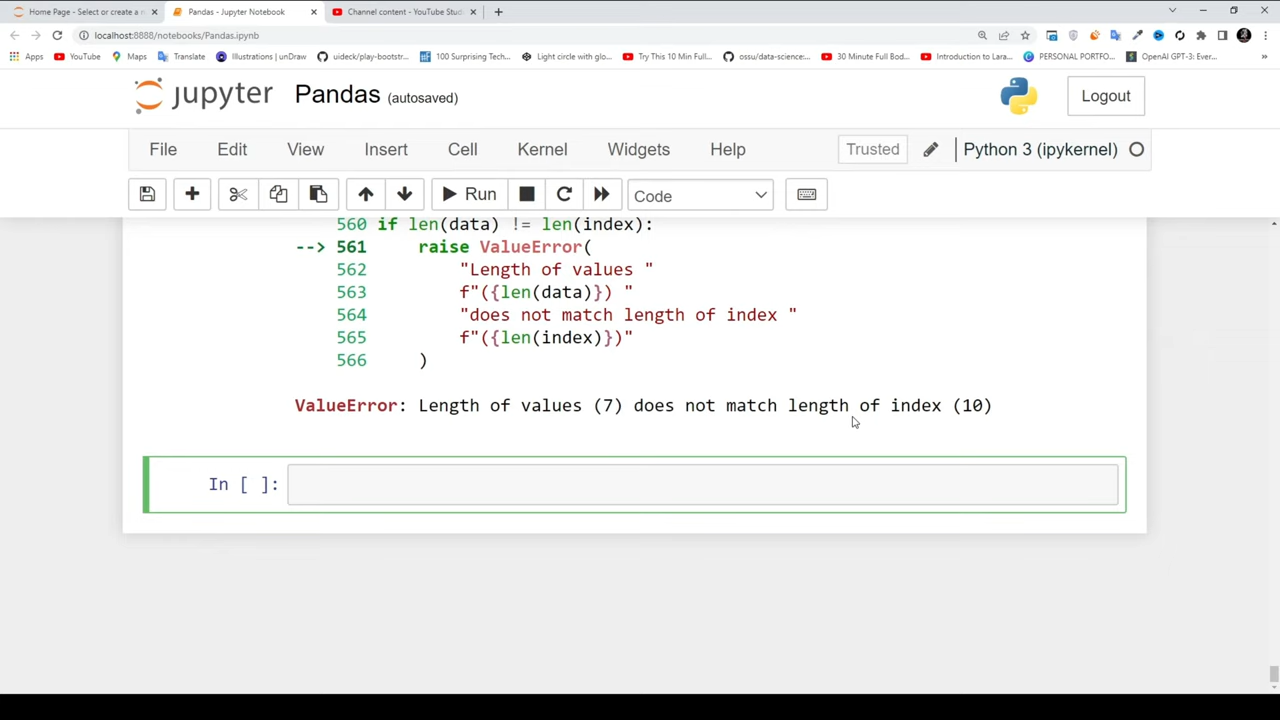 Home Page - Select or create a n
Pandas - Jupyter Notebook
Channel content - YouTube Stud
localhost:8888/notebooks/Pandas.ipynb
Apps
YouTube
Maps
Translate
Illustrations | unDraw
uideck/play-bootstr...
100 Surprising Tech...
Light circle with glo...
Try This 10 Min Full...
ossu/data-science:...
30 Minute Full Bod...
Introduction to Lara...
PERSONAL PORTFO...
OpenAI GPT-3: Ever...
»
jupyter
Pandas (autosaved)
Logout
File Edit View Insert Cell Kernel Widgets Help
Trusted
Python 3 (ipykernel)
Run
Code
560 if len(data) != len(index):
--> 561 raise ValueError(
562 "Length of values "
563 f"({len(data)}) "
564 "does not match length of index "
565 f"({len(index)})"
566 )
ValueError: Length of values (7) does not match length of index (10)
In [ ]: